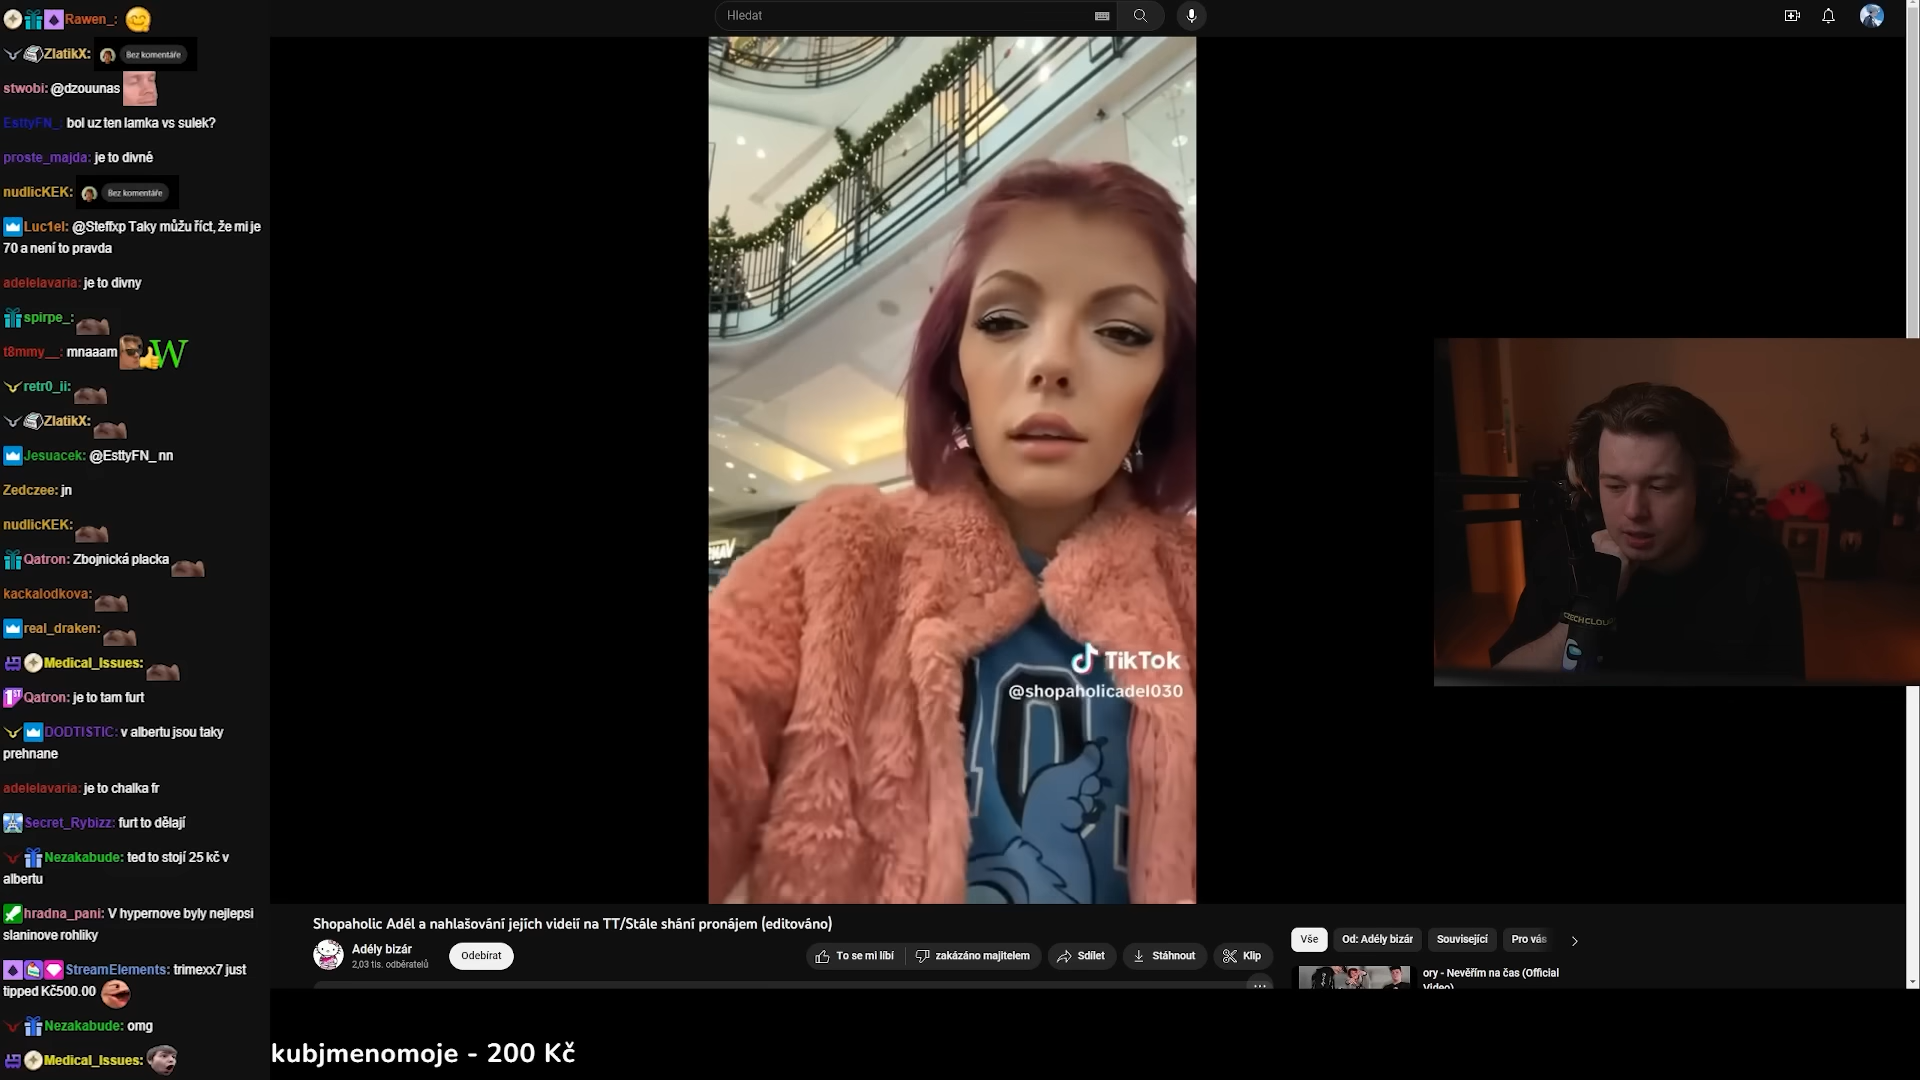 Rawen_:
ZlatikX: Bez komentáře
stwobi: @dzouunas
EsttyFN_: bol uz ten lamka vs sulek?
proste_majda: je to divné
nudlicKEK: Bez komentáře
Luc1el: @Steffxp Taky můžu říct, že mi je
70 a není to pravda
adelelavaria: je to divny
spirpe_:
t8mmy__: mnaaam W
retr0_ii:
ZlatikX:
Jesuacek: @EsttyFN_ nn
Zedczee: jn
nudlicKEK:
Qatron: Zbojnická placka
kackalodkova:
real_draken:
Medical_Issues:
1ST Qatron: je to tam furt
DODTISTIC: v albertu jsou taky
prehnane
adelelavaria: je to chalka fr
Secret_Rybizz: furt to dělají
Nezakabude: ted to stojí 25 kč v
albertu
hradna_pani: V hypernove byly nejlepsi
slaninove rohliky
StreamElements: trimexx7 just
tipped Kč500.00
Nezakabude: omg
Medical_Issues:
Hledat
TikTok
@shopaholicadel030
CZECH CLOUD
Shopaholic Adél a nahlašování jejích videií na TT/Stále shání pronájem (editováno)
Adély bizár
2,03 tis. odběratelů
Odebírat
To se mi líbí
zakázáno majitelem
Sdílet
Stáhnout
Klip
Vše
Od: Adély bizár
Související
Pro vás
ory - Nevěřím na čas (Official
Video)
kubjmenomoje - 200 Kč